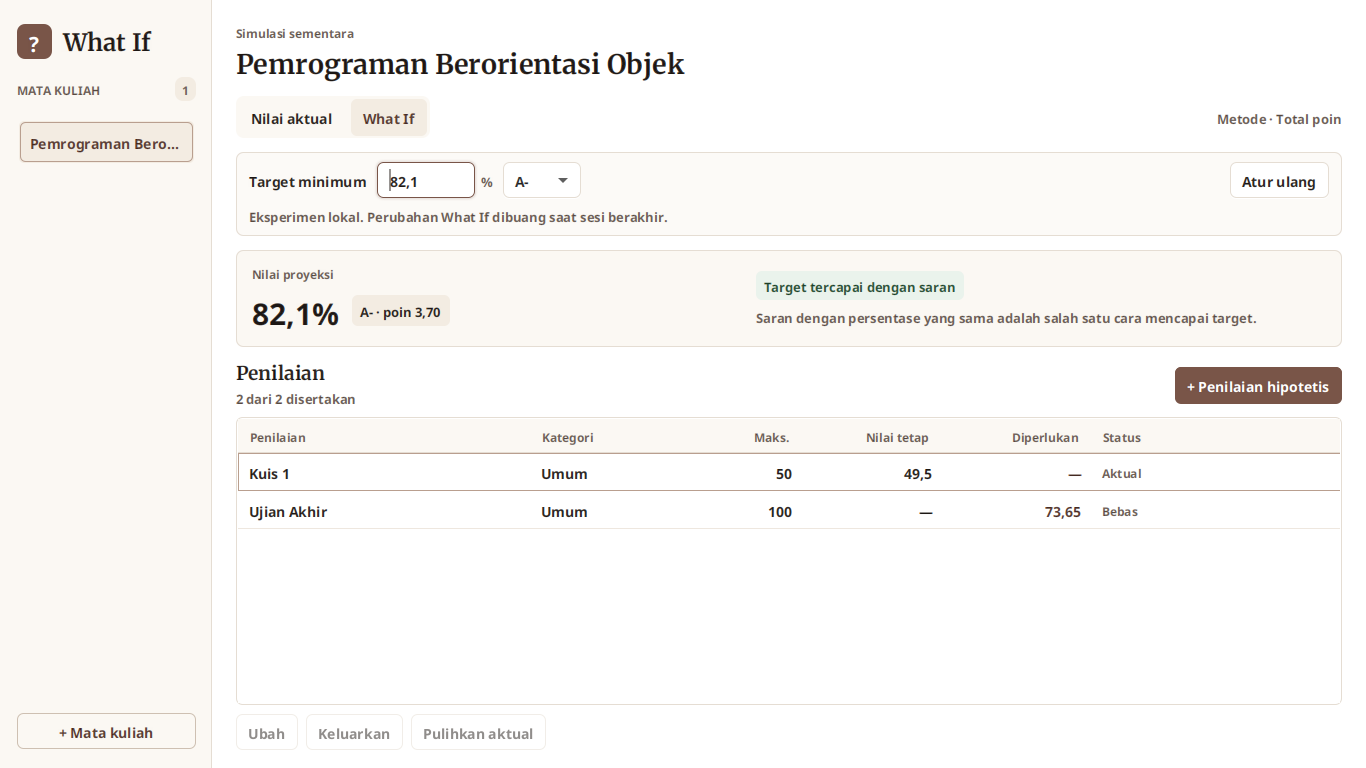 ? What If
MATA KULIAH 1
Pemrograman Bero...
+ Mata kuliah
Simulasi sementara
Pemrograman Berorientasi Objek
Nilai aktual What If
Metode · Total poin
Target minimum 82,1 % A- Atur ulang
Eksperimen lokal. Perubahan What If dibuang saat sesi berakhir.
Nilai proyeksi
82,1% A- · poin 3,70
Target tercapai dengan saran
Saran dengan persentase yang sama adalah salah satu cara mencapai target.
Penilaian
2 dari 2 disertakan
+ Penilaian hipotetis
Penilaian Kategori Maks. Nilai tetap Diperlukan Status
Kuis 1 Umum 50 49,5 — Aktual
Ujian Akhir Umum 100 — 73,65 Bebas
Ubah Keluarkan Pulihkan aktual